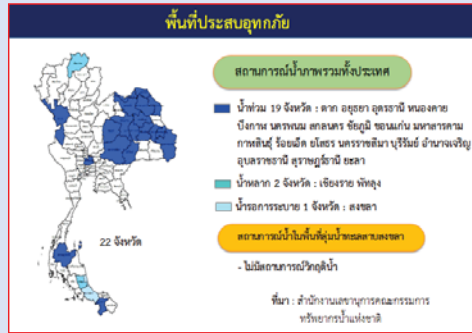 พื้นที่ประสบอุทกภัย
สถานการณ์น้ำภาพรวมทั้งประเทศ
น้ำท่วม 19 จังหวัด : ตาก อยุธยา อุดรธานี หนองคาย
บึงกาฬ นครพนม สกลนคร ชัยภูมิ ขอนแก่น มหาสารคาม
กาฬสินธุ์ ร้อยเอ็ด ยโสธร นครราชสีมา บุรีรัมย์ อำนาจเจริญ
อุบลราชธานี สุราษฎร์ธานี ยะลา
น้ำหลาก 2 จังหวัด : เชียงราย พัทลุง
น้ำรอการระบาย 1 จังหวัด : สงขลา
22 จังหวัด
สถานการณ์น้ำในพื้นที่ลุ่มน้ำทะเลสาบสงขลา
- ไม่มีสถานการณ์วิกฤติน้ำ
ที่มา : สำนักงานเลขานุการคณะกรรมการ
ทรัพยากรน้ำแห่งชาติ